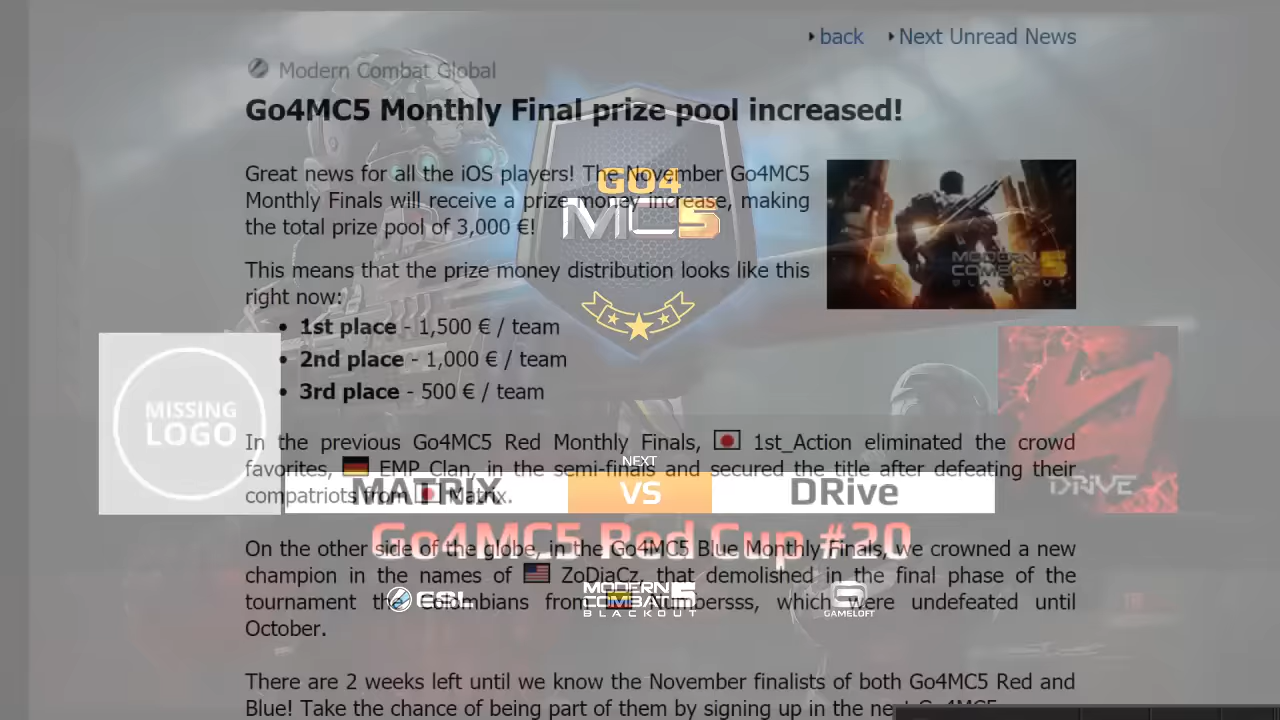 back Next Unread News
Modern Combat Global
Go4MC5 Monthly Final prize pool increased!
Great news for all the iOS players! The November Go4MC5
Monthly Finals will receive a prize money increase, making
the total prize pool of 3,000 €!
GO4
MC5
MODERN
COMBAT 5
BLACKOUT
This means that the prize money distribution looks like this
right now:
• 1st place - 1,500 € / team
• 2nd place - 1,000 € / team
• 3rd place - 500 € / team
MISSING
LOGO
In the previous Go4MC5 Red Monthly Finals, 1st_Action eliminated the crowd
favorites, EMP Clan, in the semi-finals and secured the title after defeating their
compatriots from Matrix.
NEXT
MATRIX VS DRive
DRIVE
Go4MC5 Red Cup #20
On the other side of the globe, in the Go4MC5 Blue Monthly Finals, we crowned a new
champion in the names of ZoDiaCz, that demolished in the final phase of the
tournament the Colombians from Atumbersss, which were undefeated until
October.
ESL
MODERN
COMBAT 5
BLACKOUT
GAMELOFT
There are 2 weeks left until we know the November finalists of both Go4MC5 Red and
Blue! Take the chance of being part of them by signing up in the next Go4MC5